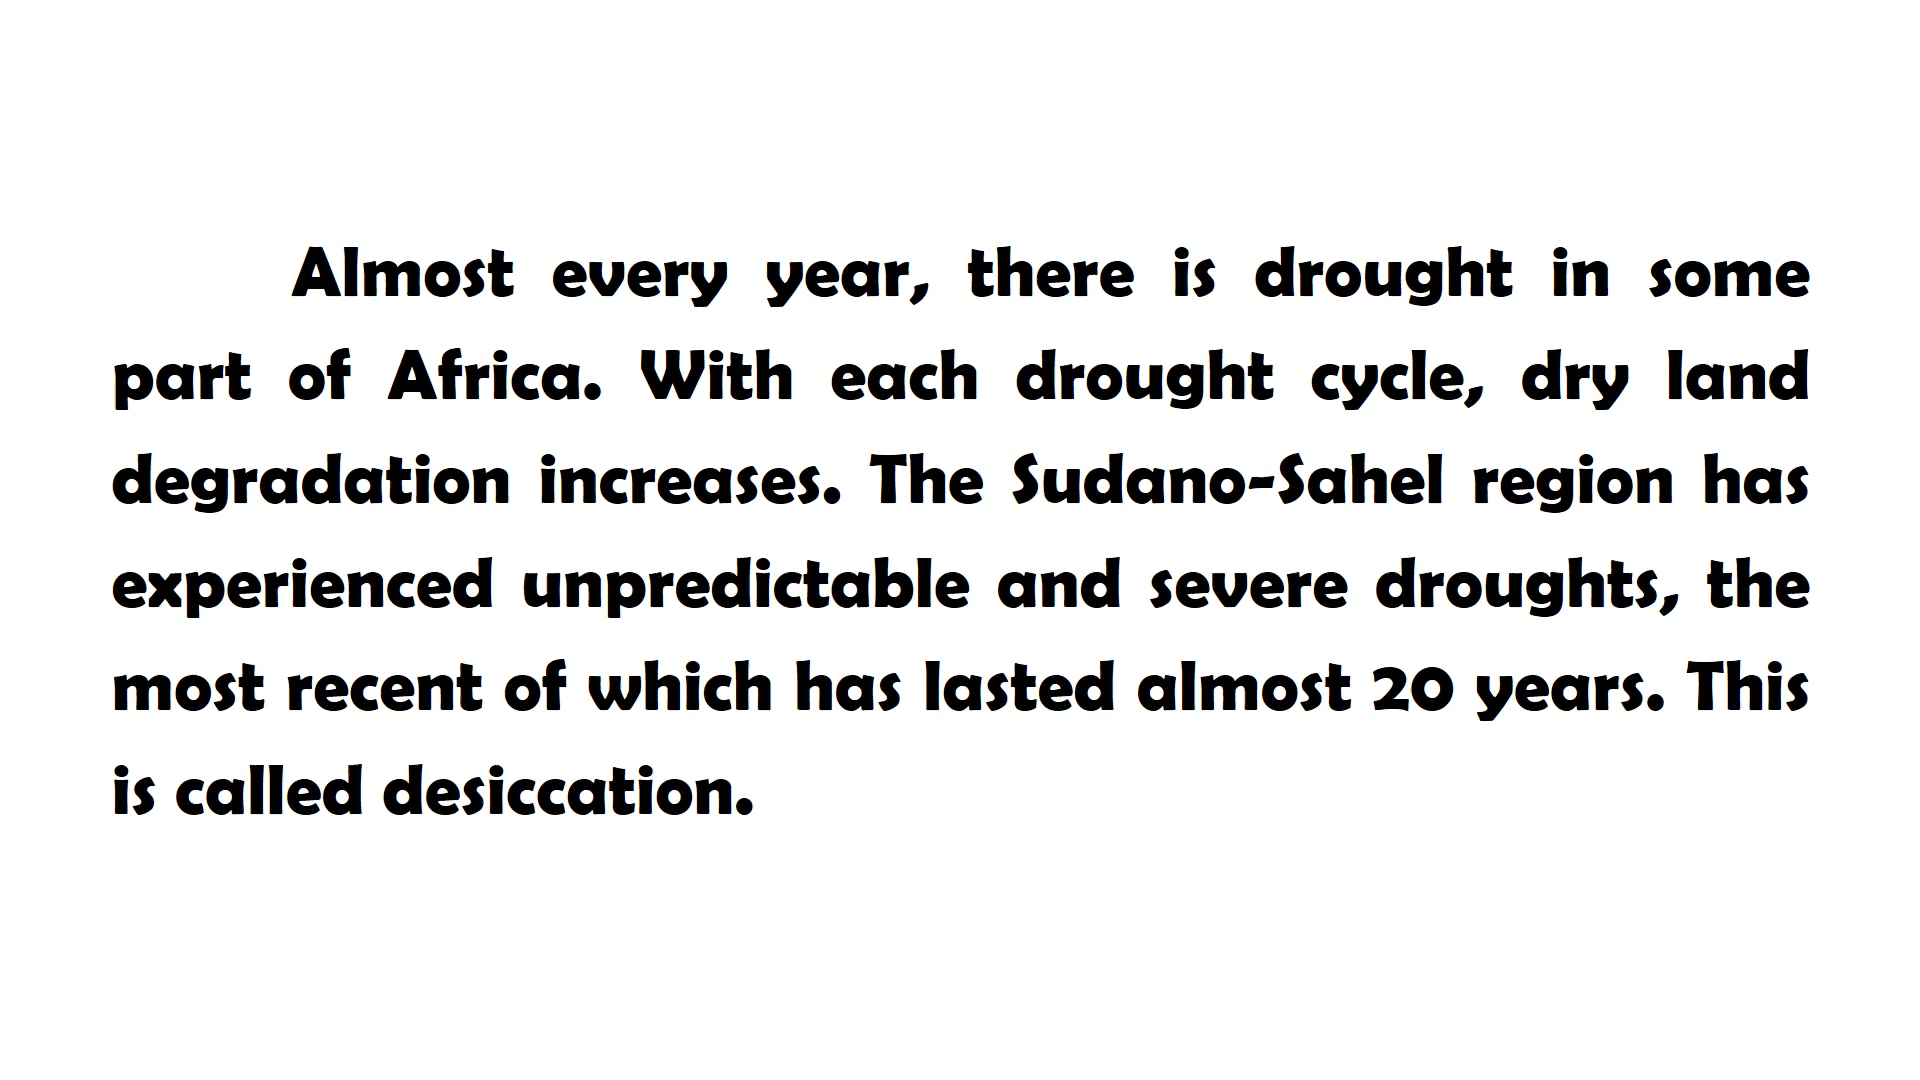 Almost every year, there is drought in some
part of Africa. With each drought cycle, dry land
degradation increases. The Sudano-Sahel region has
experienced unpredictable and severe droughts, the
most recent of which has lasted almost 20 years. This
is called desiccation.